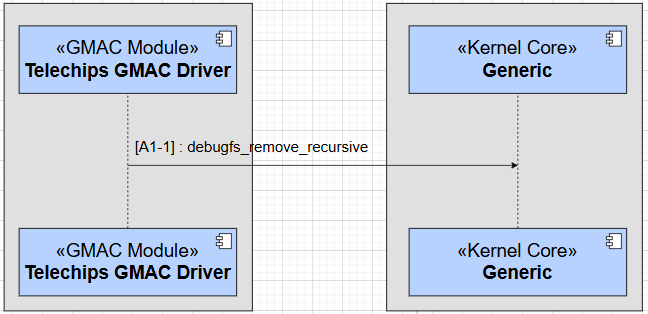 «GMAC Module»
Telechips GMAC Driver
«Kernel Core»
Generic
[A1-1] : debugfs_remove_recursive
«GMAC Module»
Telechips GMAC Driver
«Kernel Core»
Generic